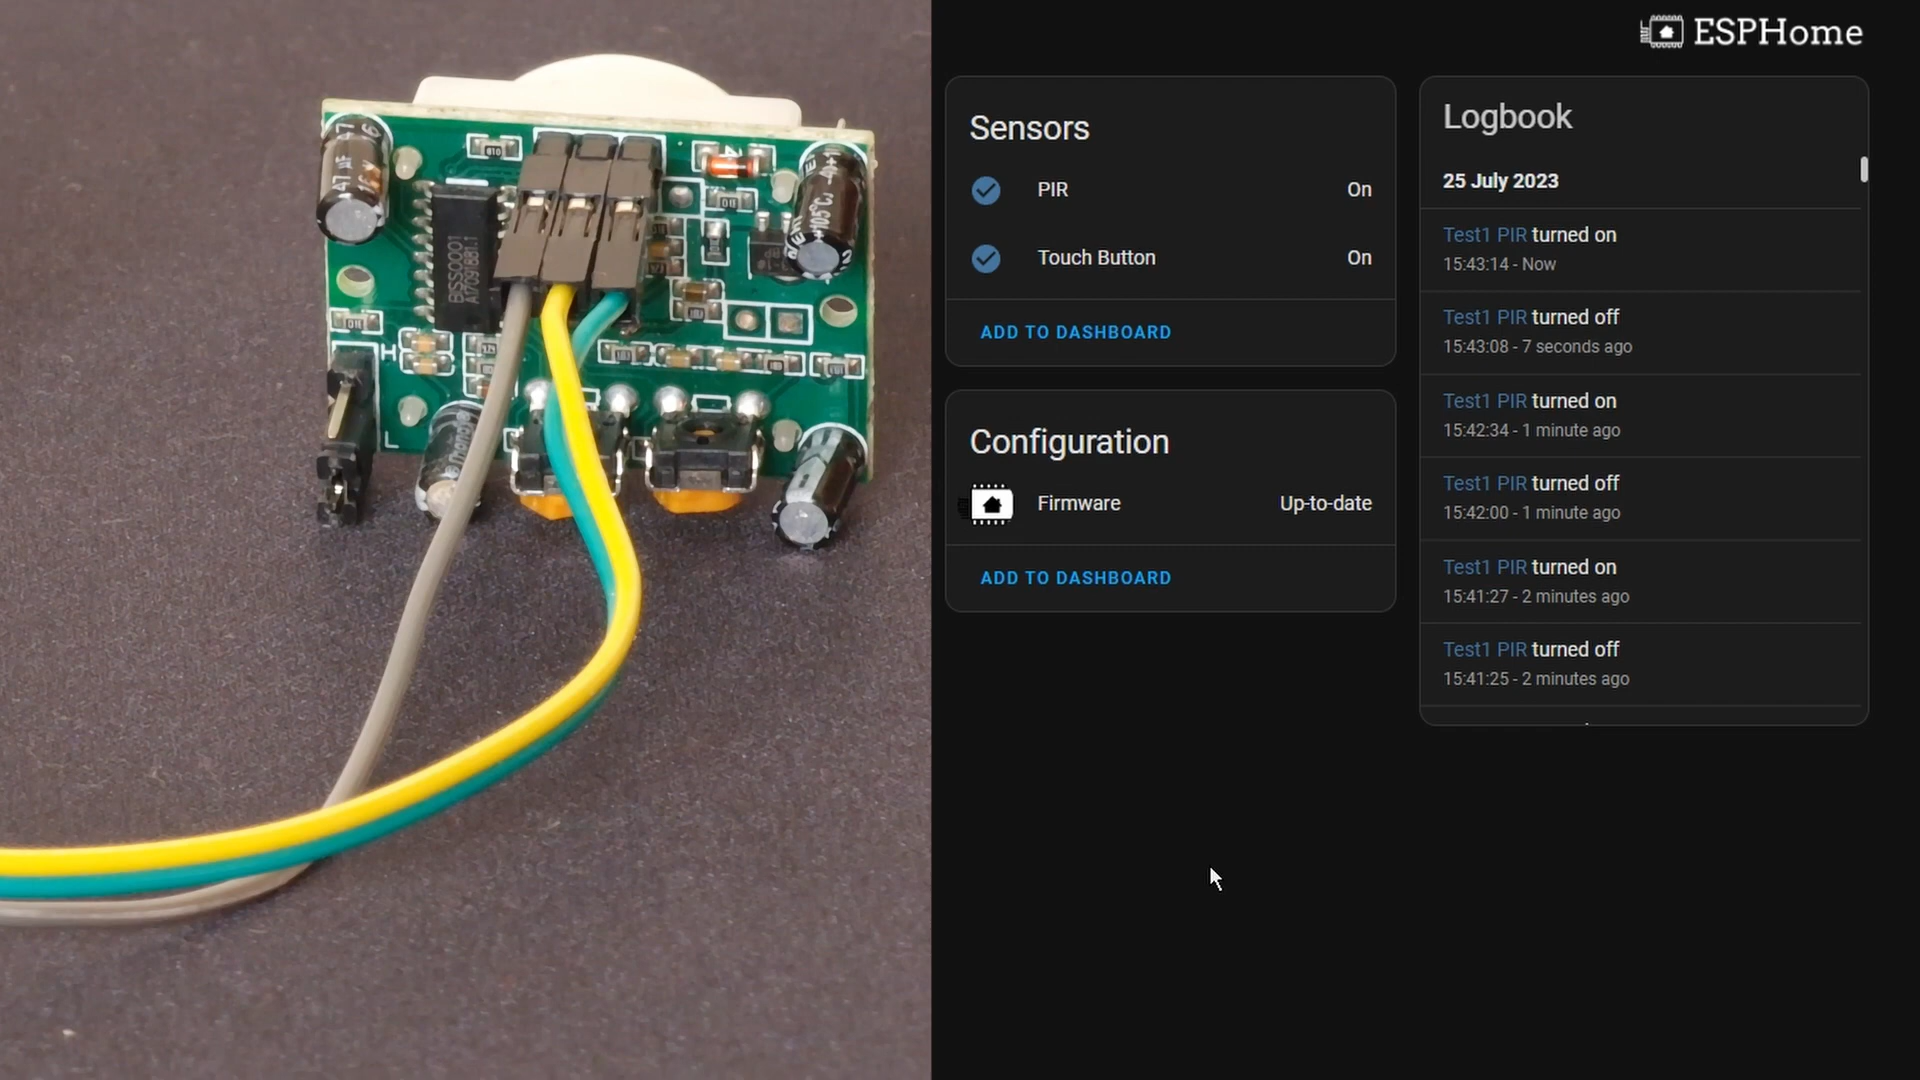 ESPHome
Sensors
PIR On
Touch Button On
ADD TO DASHBOARD
Configuration
Firmware Up-to-date
ADD TO DASHBOARD
Logbook
25 July 2023
Test1 PIR turned on
15:43:14 - Now
Test1 PIR turned off
15:43:08 - 7 seconds ago
Test1 PIR turned on
15:42:34 - 1 minute ago
Test1 PIR turned off
15:42:00 - 1 minute ago
Test1 PIR turned on
15:41:27 - 2 minutes ago
Test1 PIR turned off
15:41:25 - 2 minutes ago
47 µF
BISS0001
+105°C
H
L